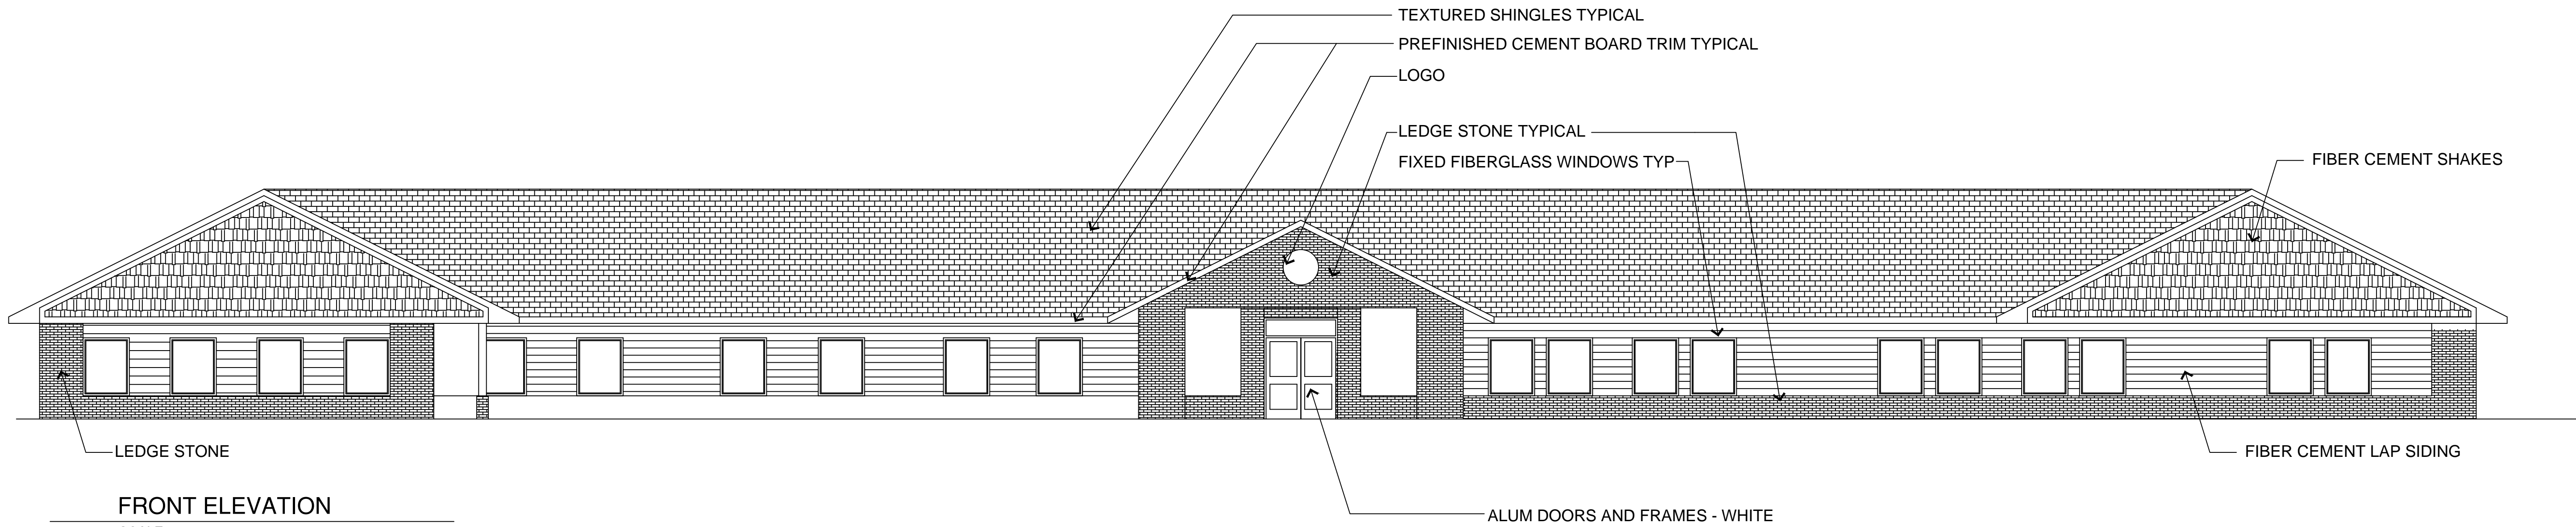 TEXTURED SHINGLES TYPICAL
PREFINISHED CEMENT BOARD TRIM TYPICAL
LOGO
LEDGE STONE TYPICAL
FIXED FIBERGLASS WINDOWS TYP
FIBER CEMENT SHAKES
LEDGE STONE
FIBER CEMENT LAP SIDING
FRONT ELEVATION
ALUM DOORS AND FRAMES - WHITE